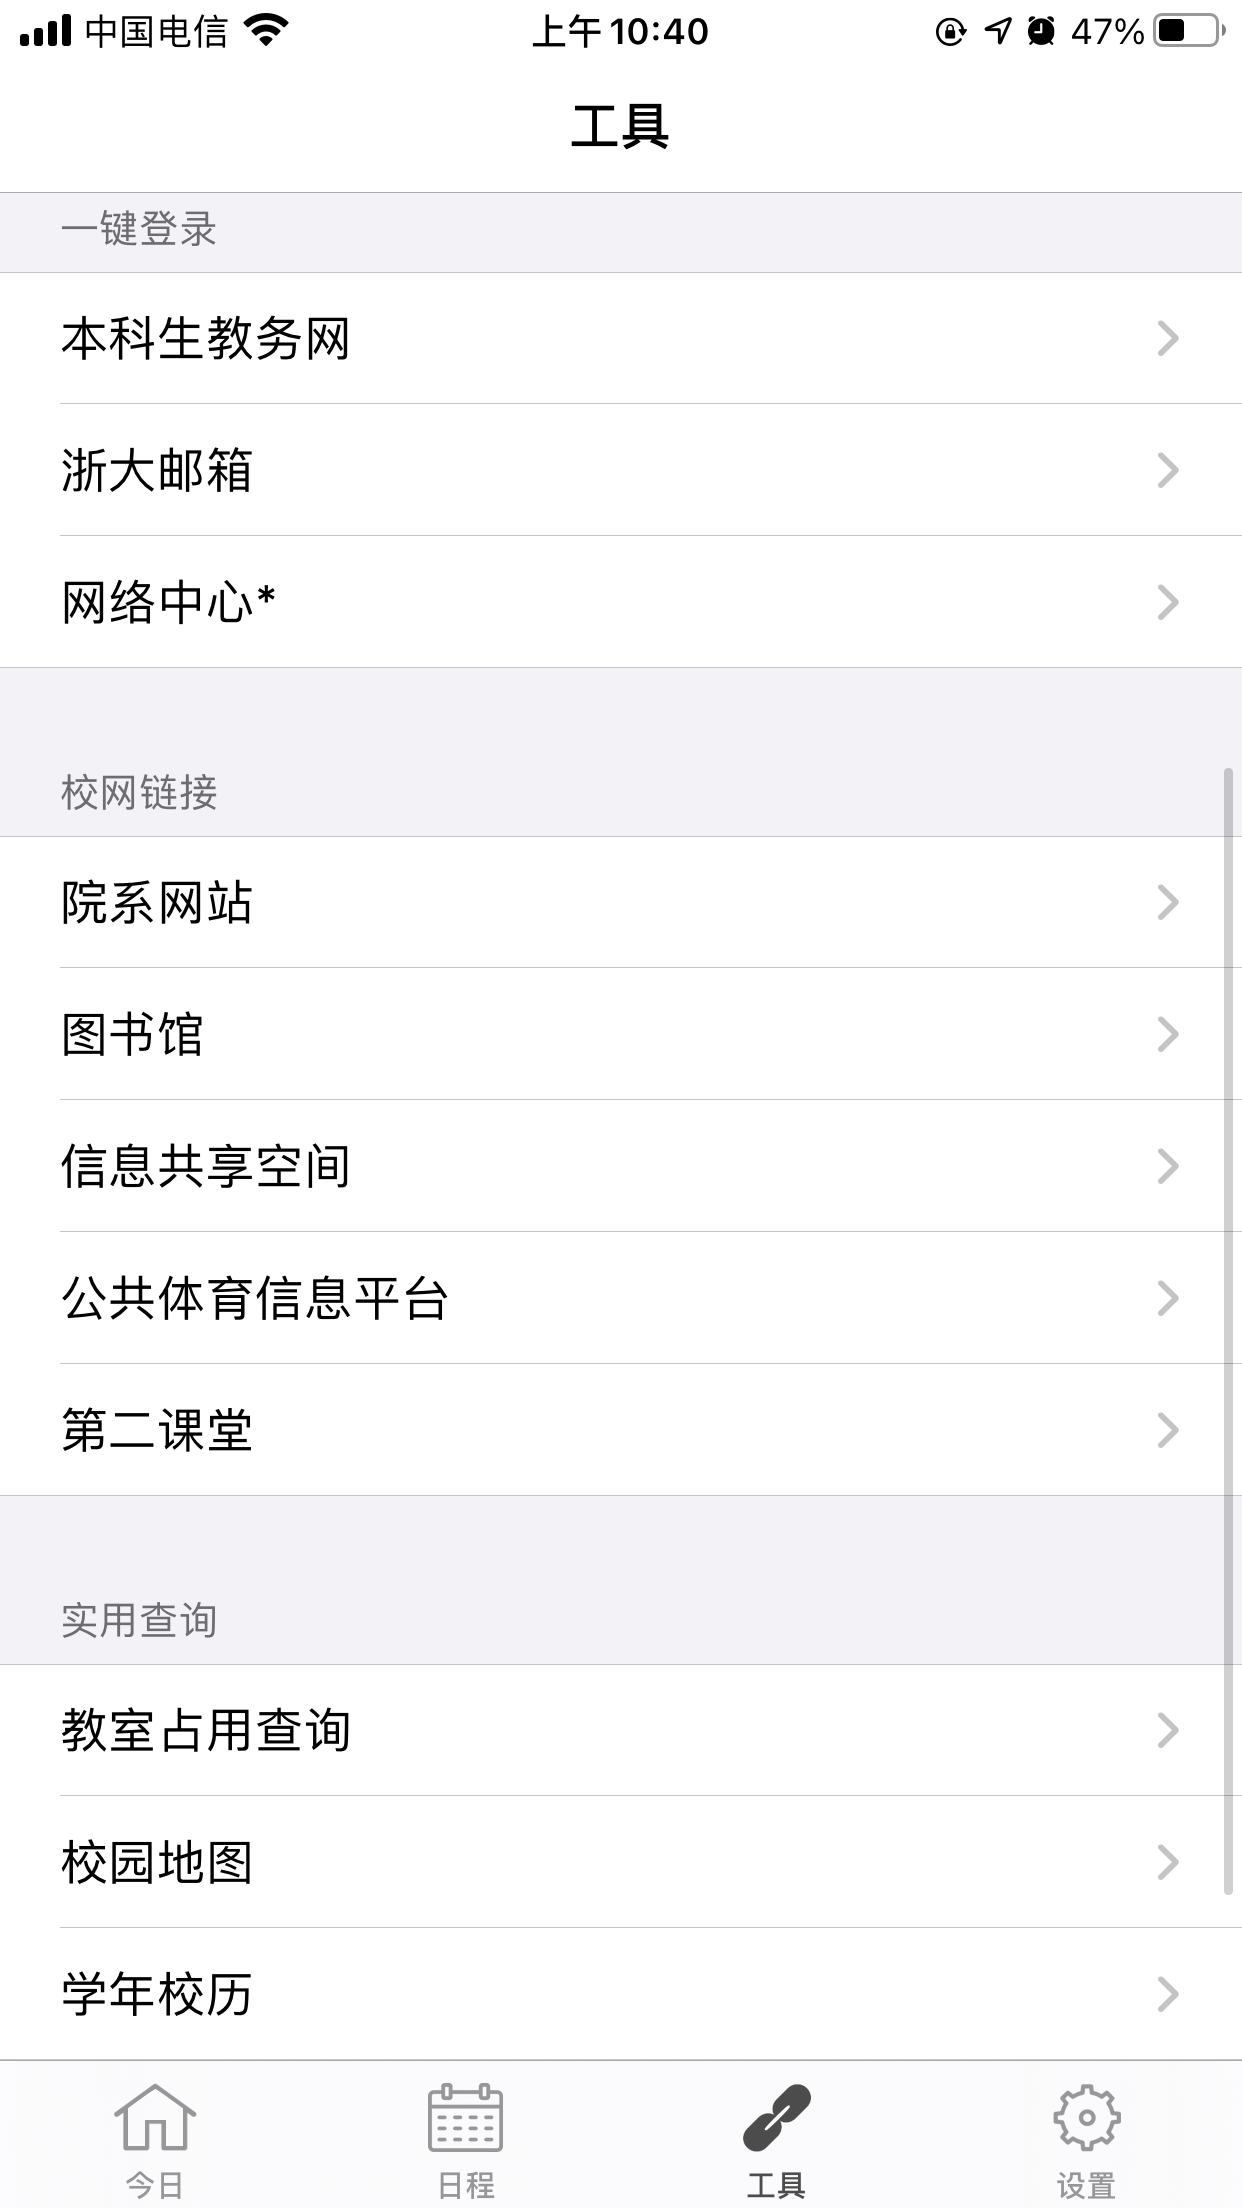 中国电信 上午 10:40 47%
工具
一键登录
本科生教务网
浙大邮箱
网络中心*
校网链接
院系网站
图书馆
信息共享空间
公共体育信息平台
第二课堂
实用查询
教室占用查询
校园地图
学年校历
今日 日程 工具 设置